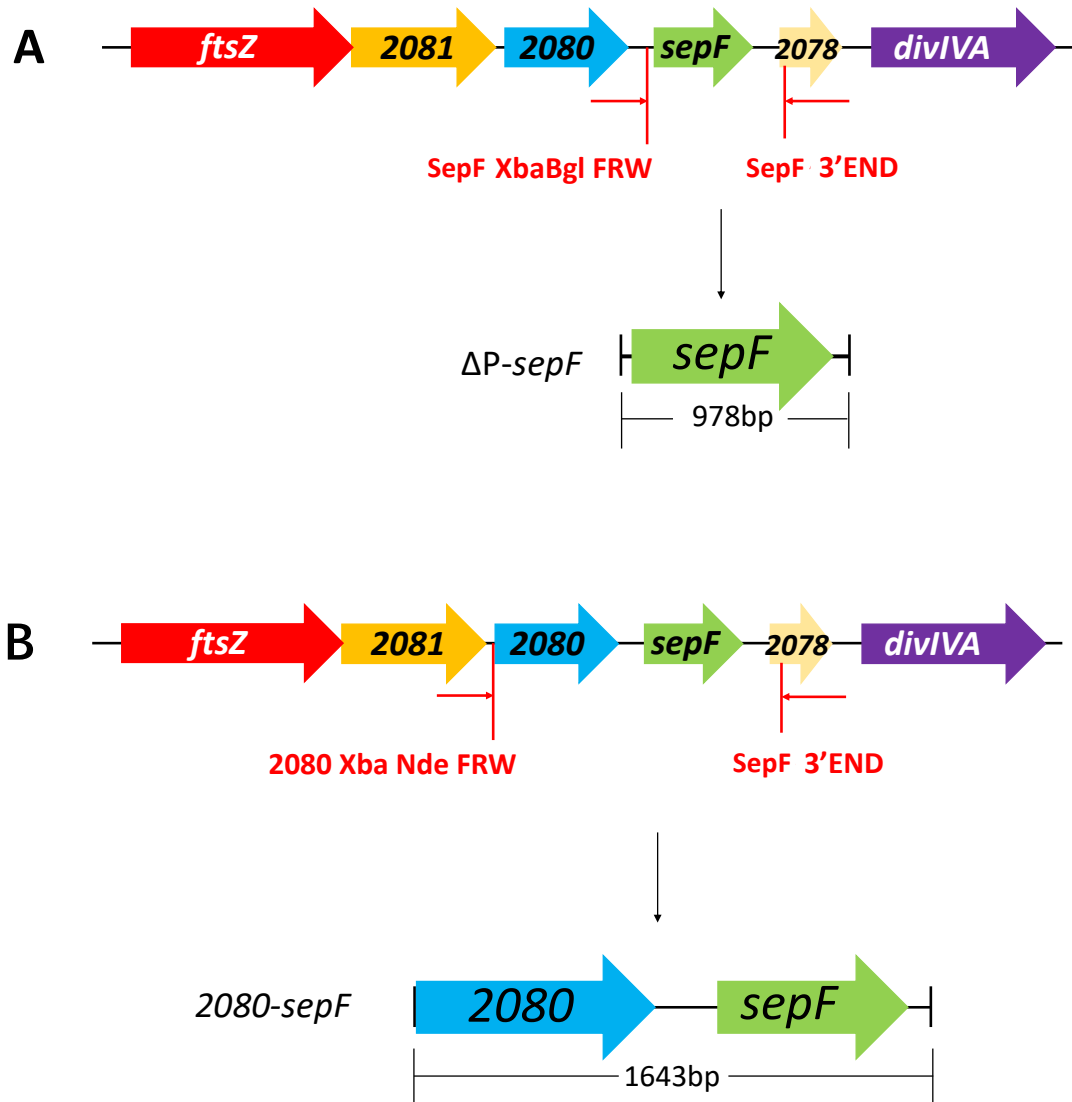 A
ftsZ 2081 2080 sepF 2078 divIVA
SepF XbaBgl FRW SepF 3'END
ΔP-sepF sepF
978bp
B
ftsZ 2081 2080 sepF 2078 divIVA
2080 Xba Nde FRW SepF 3'END
2080-sepF 2080 sepF
1643bp